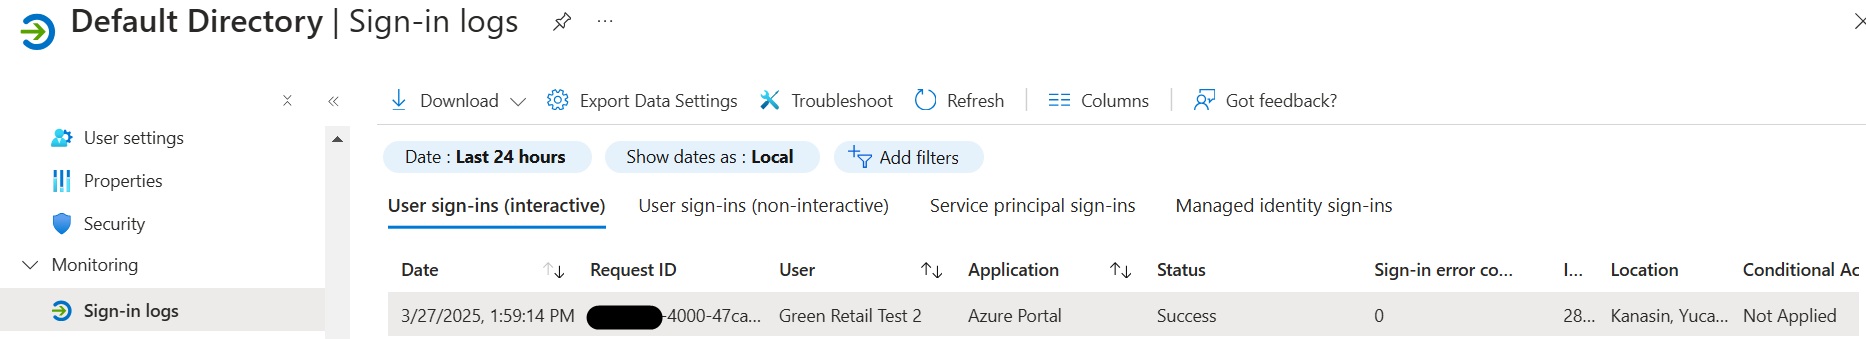 Default Directory | Sign-in logs
Download Export Data Settings Troubleshoot Refresh Columns Got feedback?
User settings
Properties
Security
Monitoring
Sign-in logs
Date : Last 24 hours Show dates as : Local Add filters
User sign-ins (interactive) User sign-ins (non-interactive) Service principal sign-ins Managed identity sign-ins
Date Request ID User Application Status Sign-in error co... I... Location Conditional Ac
3/27/2025, 1:59:14 PM -4000-47ca... Green Retail Test 2 Azure Portal Success 0 28... Kanasin, Yuca... Not Applied